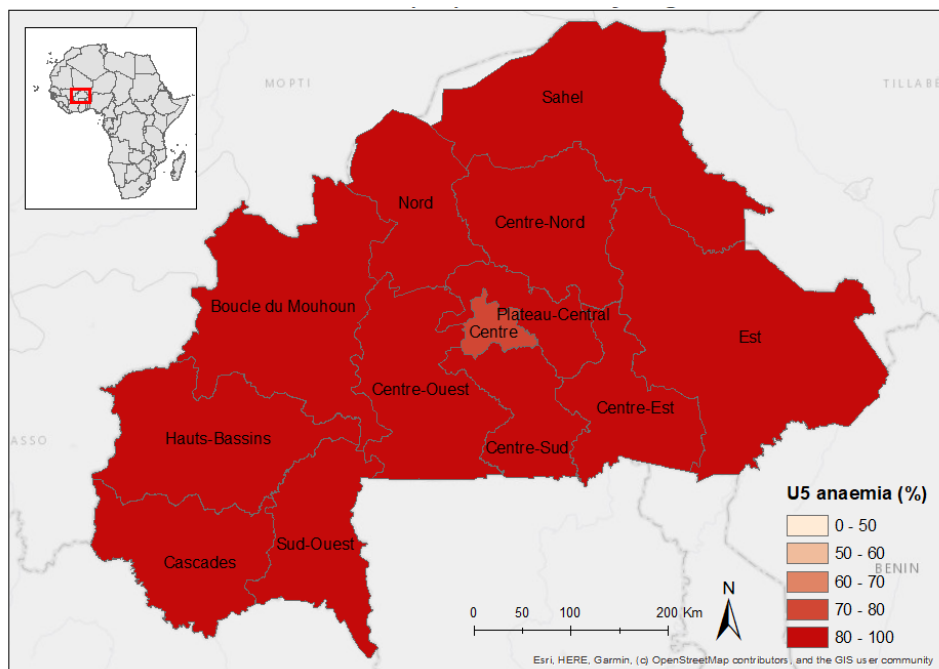 MOPTI
TILLABÉ
Sahel
Nord
Centre-Nord
Boucle du Mouhoun
Plateau-Central
Centre
Est
Centre-Ouest
Centre-Est
Hauts-Bassins
ASSO
Centre-Sud
Sud-Ouest
Cascades
BENIN
U5 anaemia (%)
0 - 50
50 - 60
60 - 70
70 - 80
80 - 100
N
0 50 100 200 Km
Esri, HERE, Garmin, (c) OpenStreetMap contributors, and the GIS user community